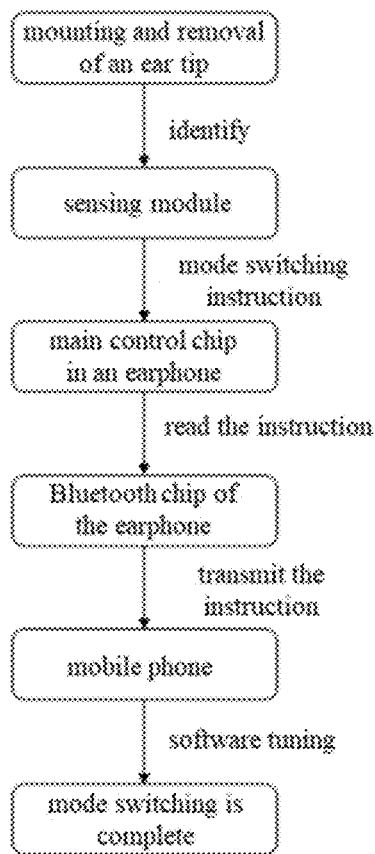 mounting and removal
of an ear tip
identify
sensing module
mode switching
instruction
main control chip
in an earphone
read the instruction
Bluetooth chip of
the earphone
transmit the
instruction
mobile phone
software tuning
mode switching is
complete